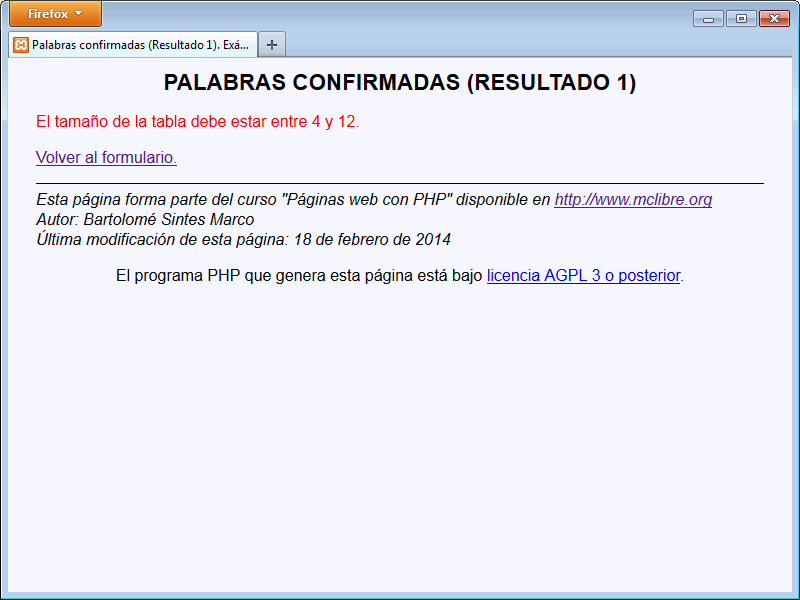 Firefox
Palabras confirmadas (Resultado 1). Exá...
PALABRAS CONFIRMADAS (RESULTADO 1)
El tamaño de la tabla debe estar entre 4 y 12.
Volver al formulario.
Esta página forma parte del curso "Páginas web con PHP" disponible en http://www.mclibre.org
Autor: Bartolomé Sintes Marco
Última modificación de esta página: 18 de febrero de 2014
El programa PHP que genera esta página está bajo licencia AGPL 3 o posterior.